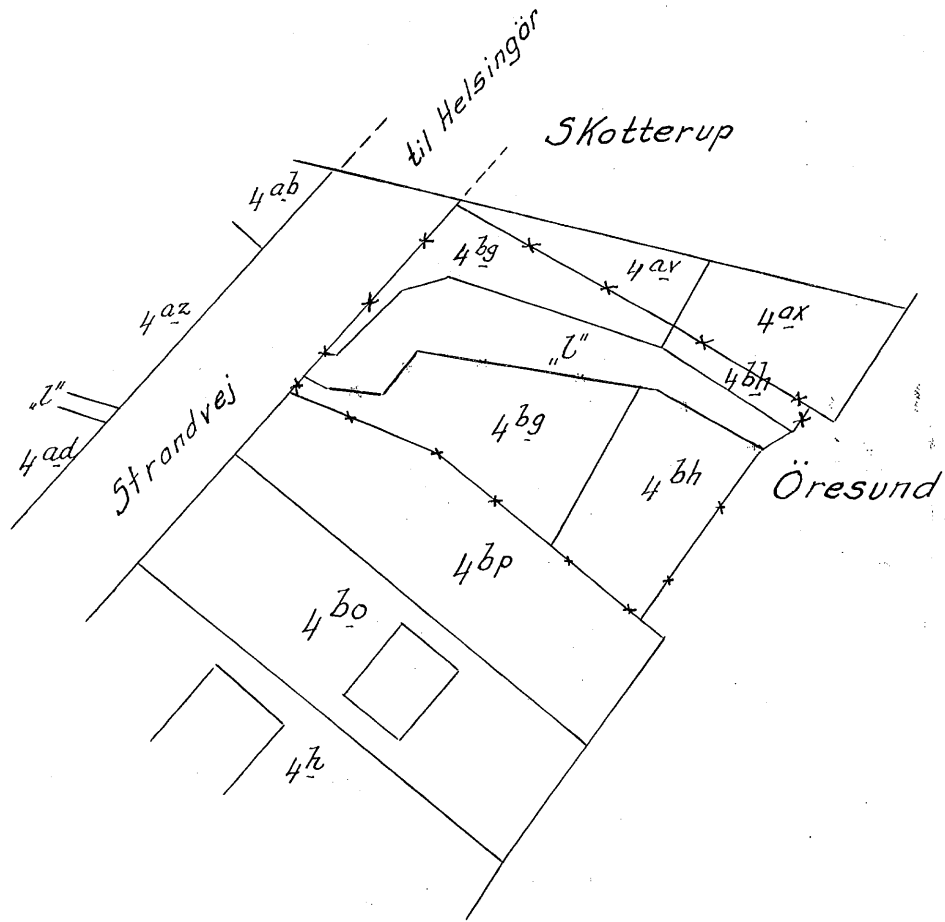 til Helsingör
Skotterup
4ab
4bg
4av
4az
4ax
„l"
4bh
„l"
Strandvej
4bg
4ad
4bh
Öresund
4bp
4bo
4h